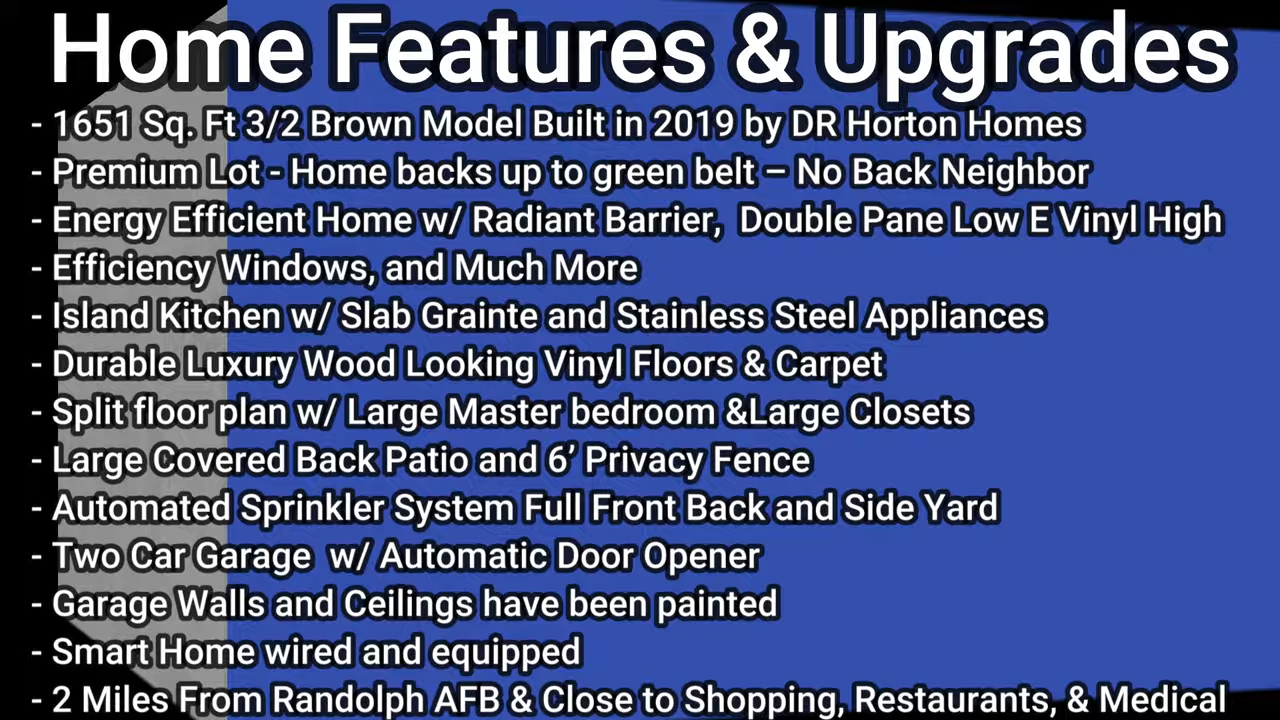 Home Features & Upgrades
- 1651 Sq. Ft 3/2 Brown Model Built in 2019 by DR Horton Homes
- Premium Lot - Home backs up to green belt – No Back Neighbor
- Energy Efficient Home w/ Radiant Barrier,  Double Pane Low E Vinyl High
- Efficiency Windows, and Much More
- Island Kitchen w/ Slab Grainte and Stainless Steel Appliances
- Durable Luxury Wood Looking Vinyl Floors & Carpet
- Split floor plan w/ Large Master bedroom &Large Closets
- Large Covered Back Patio and 6’ Privacy Fence
- Automated Sprinkler System Full Front Back and Side Yard
- Two Car Garage  w/ Automatic Door Opener
- Garage Walls and Ceilings have been painted
- Smart Home wired and equipped
- 2 Miles From Randolph AFB & Close to Shopping, Restaurants, & Medical